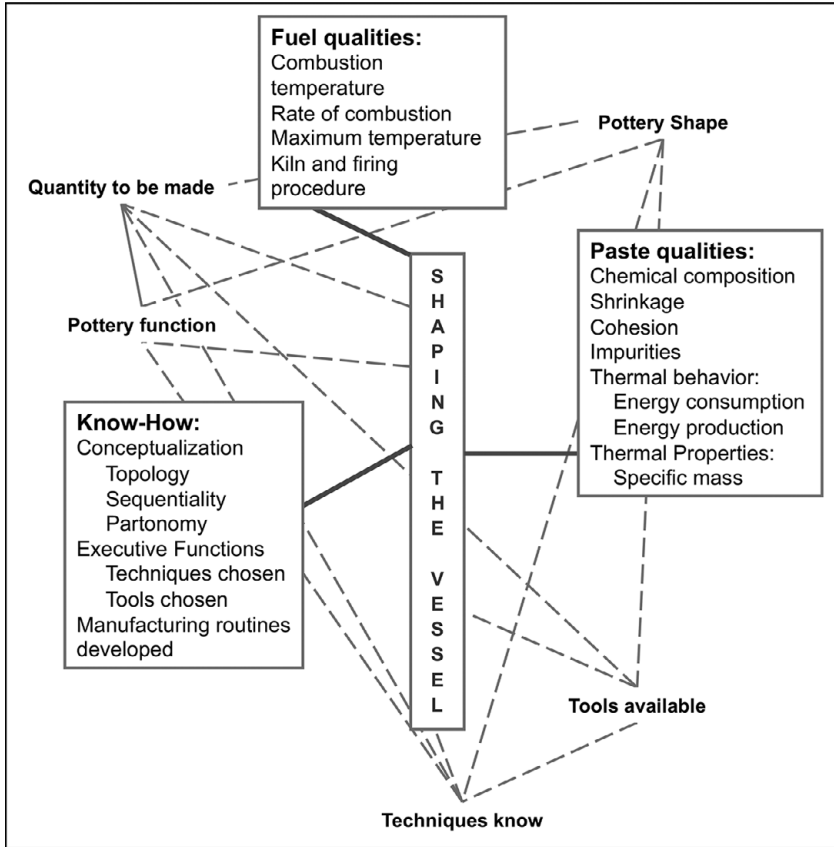 Fuel qualities:
Combustion
temperature
Rate of combustion
Maximum temperature
Kiln and firing
procedure
Pottery Shape
Quantity to be made
Pottery function
SHAPING THE VESSEL
Paste qualities:
Chemical composition
Shrinkage
Cohesion
Impurities
Thermal behavior:
Energy consumption
Energy production
Thermal Properties:
Specific mass
Know-How:
Conceptualization
Topology
Sequentiality
Partonomy
Executive Functions
Techniques chosen
Tools chosen
Manufacturing routines
developed
Tools available
Techniques know